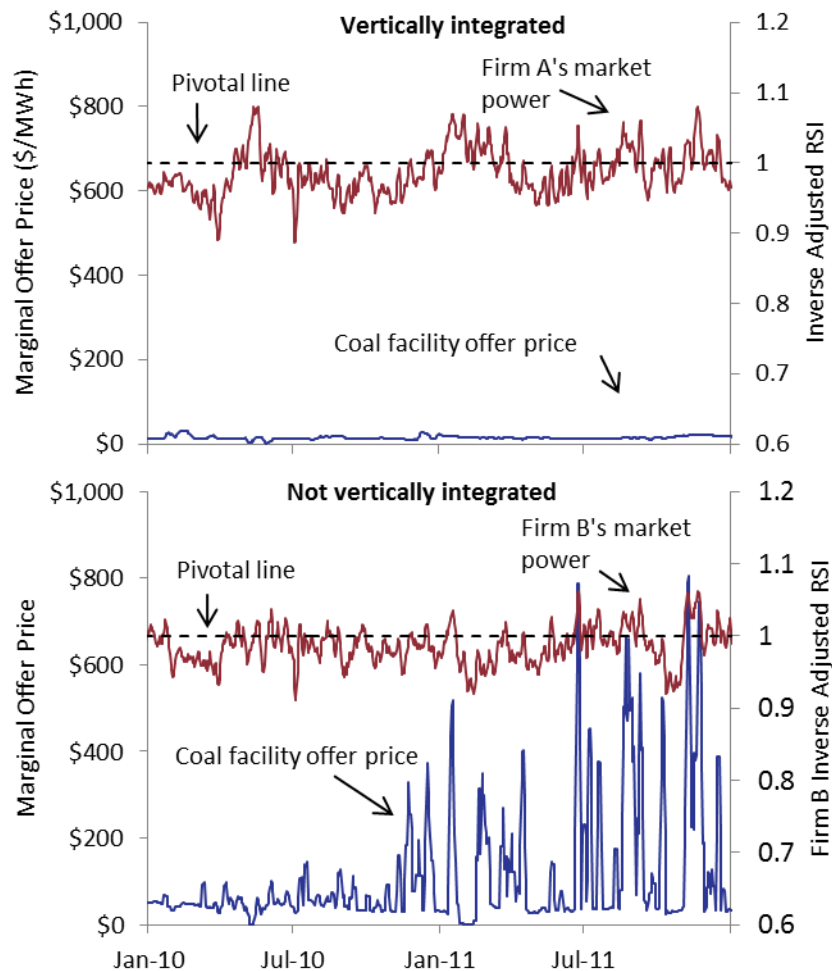 Vertically integrated
Marginal Offer Price ($/MWh)
$1,000
$800
$600
$400
$200
$0
Pivotal line
Firm A's market
power
Coal facility offer price
1.2
1.1
1
0.9
0.8
0.7
0.6
Inverse Adjusted RSI
Not vertically integrated
Marginal Offer Price
$1,000
$800
$600
$400
$200
$0
Pivotal line
Firm B's market
power
Coal facility offer price
1.2
1.1
1
0.9
0.8
0.7
0.6
Firm B Inverse Adjusted RSI
Jan-10
Jul-10
Jan-11
Jul-11